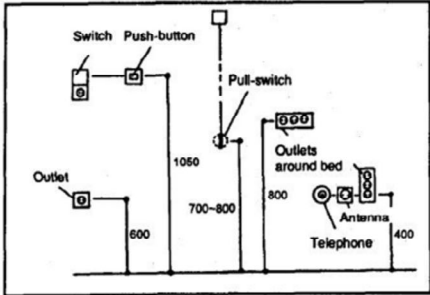 Switch Push-button
Pull-switch
Outlets
around bed
1050
Outlet
700~800
800
Antenna
600
Telephone
400